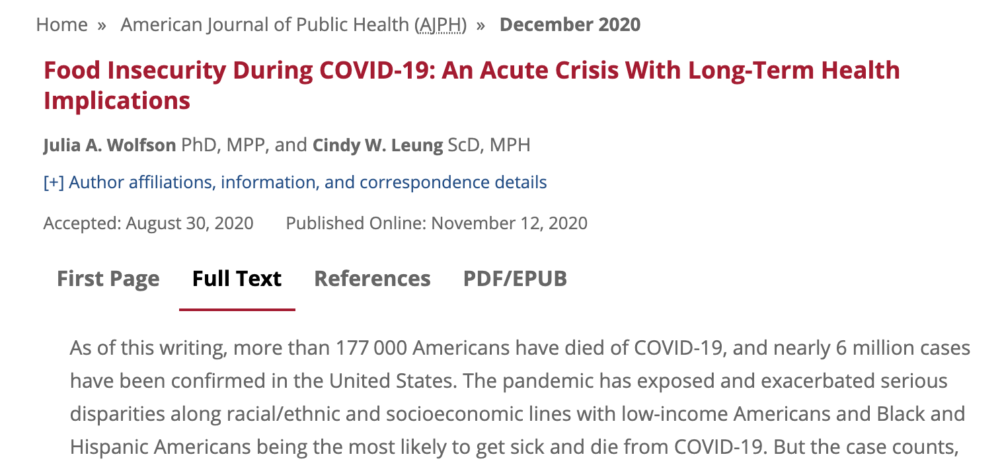 Home » American Journal of Public Health (AJPH) » December 2020
Food Insecurity During COVID-19: An Acute Crisis With Long-Term Health
Implications
Julia A. Wolfson PhD, MPP, and Cindy W. Leung ScD, MPH
[+] Author affiliations, information, and correspondence details
Accepted: August 30, 2020 Published Online: November 12, 2020
First Page Full Text References PDF/EPUB
As of this writing, more than 177 000 Americans have died of COVID-19, and nearly 6 million cases
have been confirmed in the United States. The pandemic has exposed and exacerbated serious
disparities along racial/ethnic and socioeconomic lines with low-income Americans and Black and
Hispanic Americans being the most likely to get sick and die from COVID-19. But the case counts,